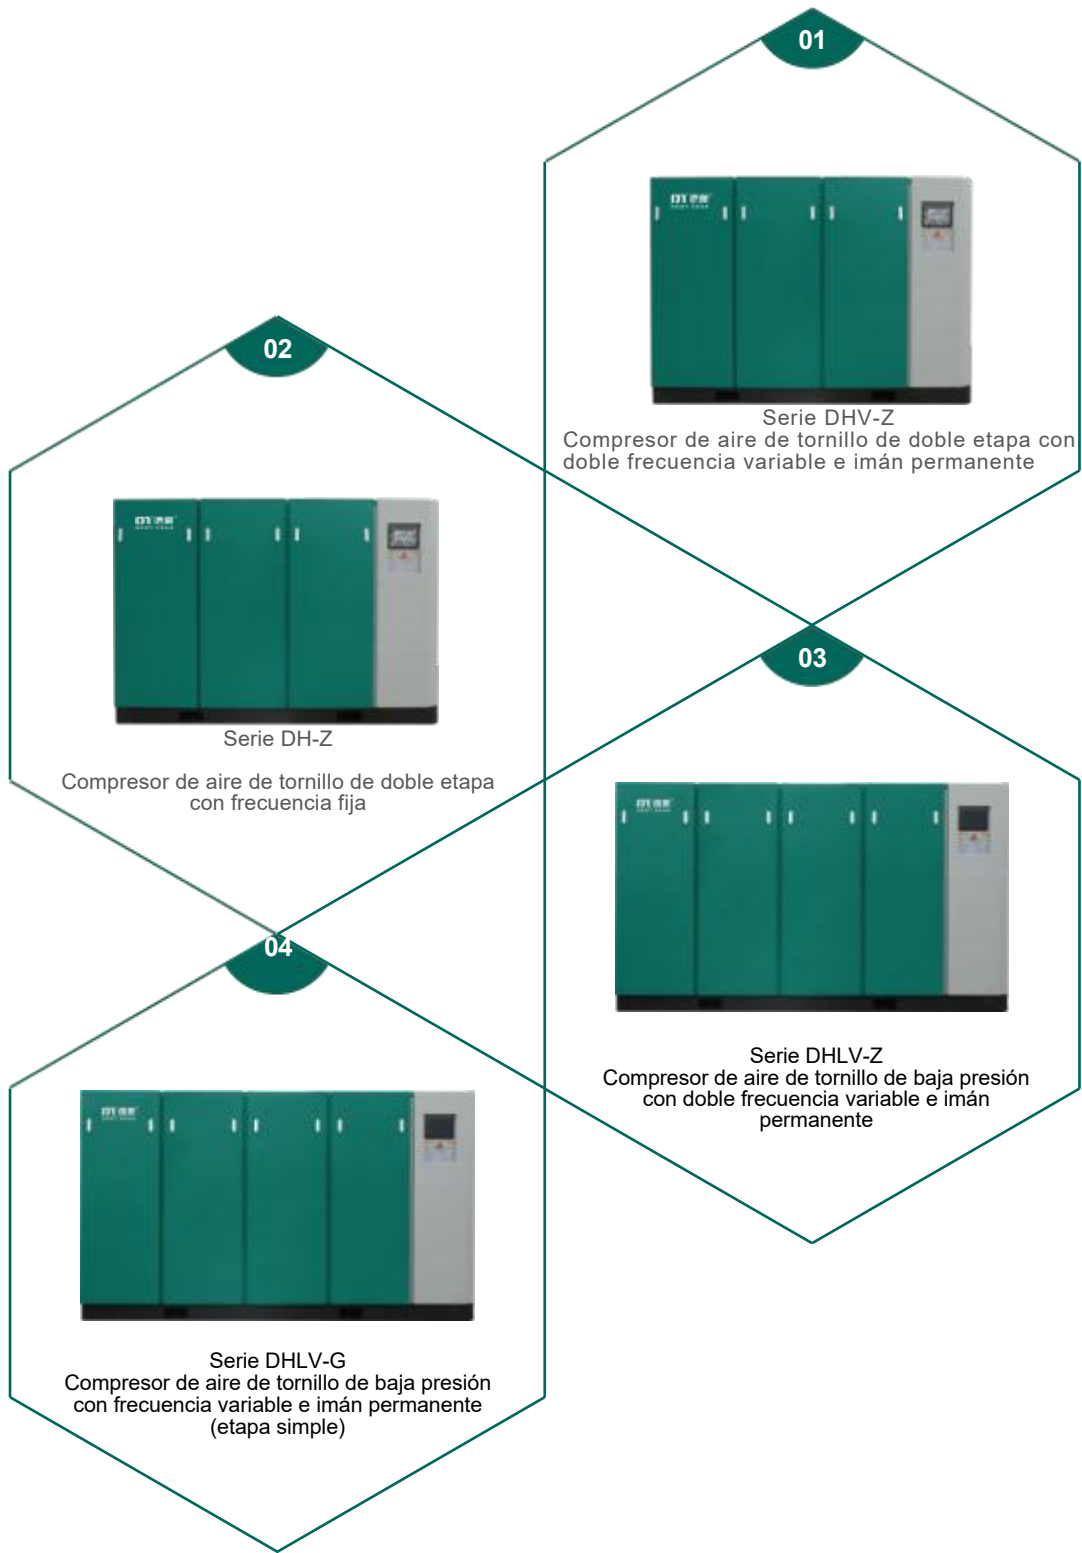 01
Serie DHV-Z
Compresor de aire de tornillo de doble etapa con
doble frecuencia variable e imán permanente
02
Serie DH-Z
Compresor de aire de tornillo de doble etapa
con frecuencia fija
03
Serie DHLV-Z
Compresor de aire de tornillo de baja presión
con doble frecuencia variable e imán
permanente
04
Serie DHLV-G
Compresor de aire de tornillo de baja presión
con frecuencia variable e imán permanente
(etapa simple)